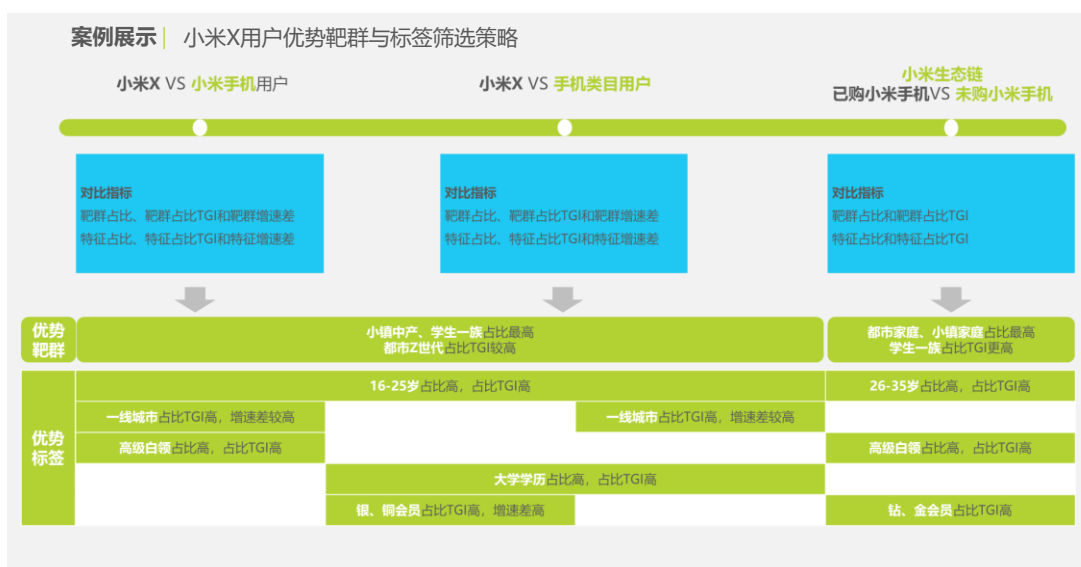 案例展示| 小米X用户优势靶群与标签筛选策略
小米X VS 小米手机用户
小米X VS 手机类目用户
小米生态链
已购小米手机VS 未购小米手机
对比指标
靶群占比、靶群占比TGI和靶群增速差
特征占比、特征占比TGI和特征增速差
对比指标
靶群占比、靶群占比TGI和靶群增速差
特征占比、特征占比TGI和特征增速差
对比指标
靶群占比和靶群占比TGI
特征占比和特征占比TGI
优势
靶群
小镇中产、学生一族占比最高
都市Z世代占比TGI较高
都市家庭、小镇家庭占比最高
学生一族占比TGI更高
优势
标签
16-25岁占比高，占比TGI高
26-35岁占比高，占比TGI高
一线城市占比TGI高，增速差较高
一线城市占比TGI高，增速差较高
高级白领占比高，占比TGI高
高级白领占比高，占比TGI高
大学学历占比高，占比TGI高
银、铜会员占比TGI高，增速差高
钻、金会员占比TGI高